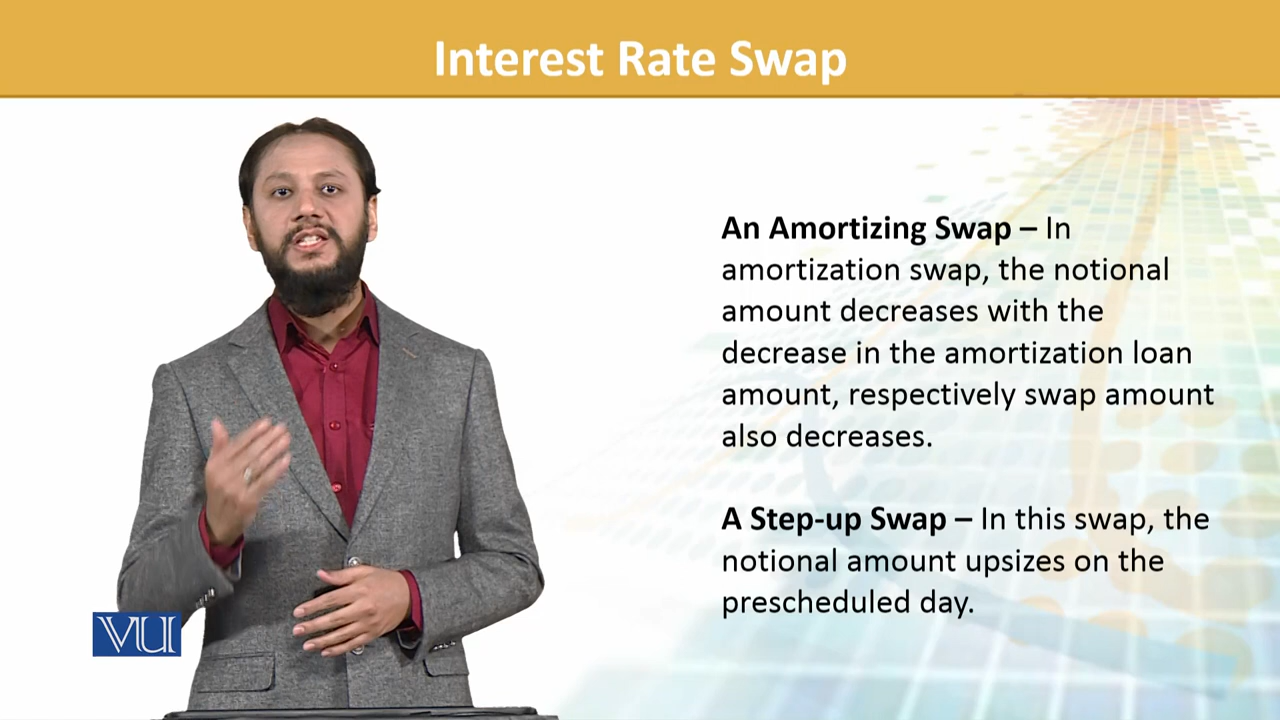 Interest Rate Swap
An Amortizing Swap – In
amortization swap, the notional
amount decreases with the
decrease in the amortization loan
amount, respectively swap amount
also decreases.
A Step-up Swap – In this swap, the
notional amount upsizes on the
prescheduled day.
VU